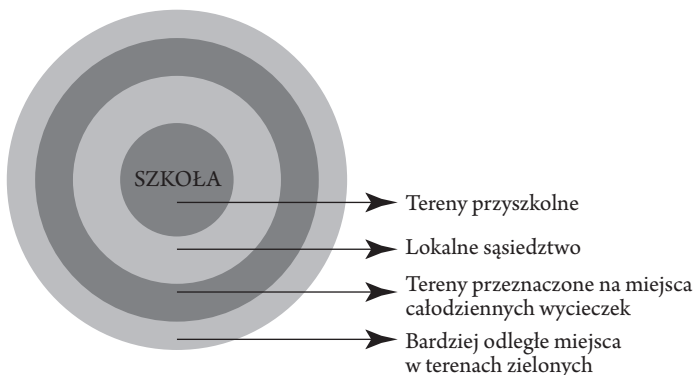 SZKOŁA
Tereny przyszkolne
Lokalne sąsiedztwo
Tereny przeznaczone na miejsca
całodziennych wycieczek
Bardziej odległe miejsca
w terenach zielonych